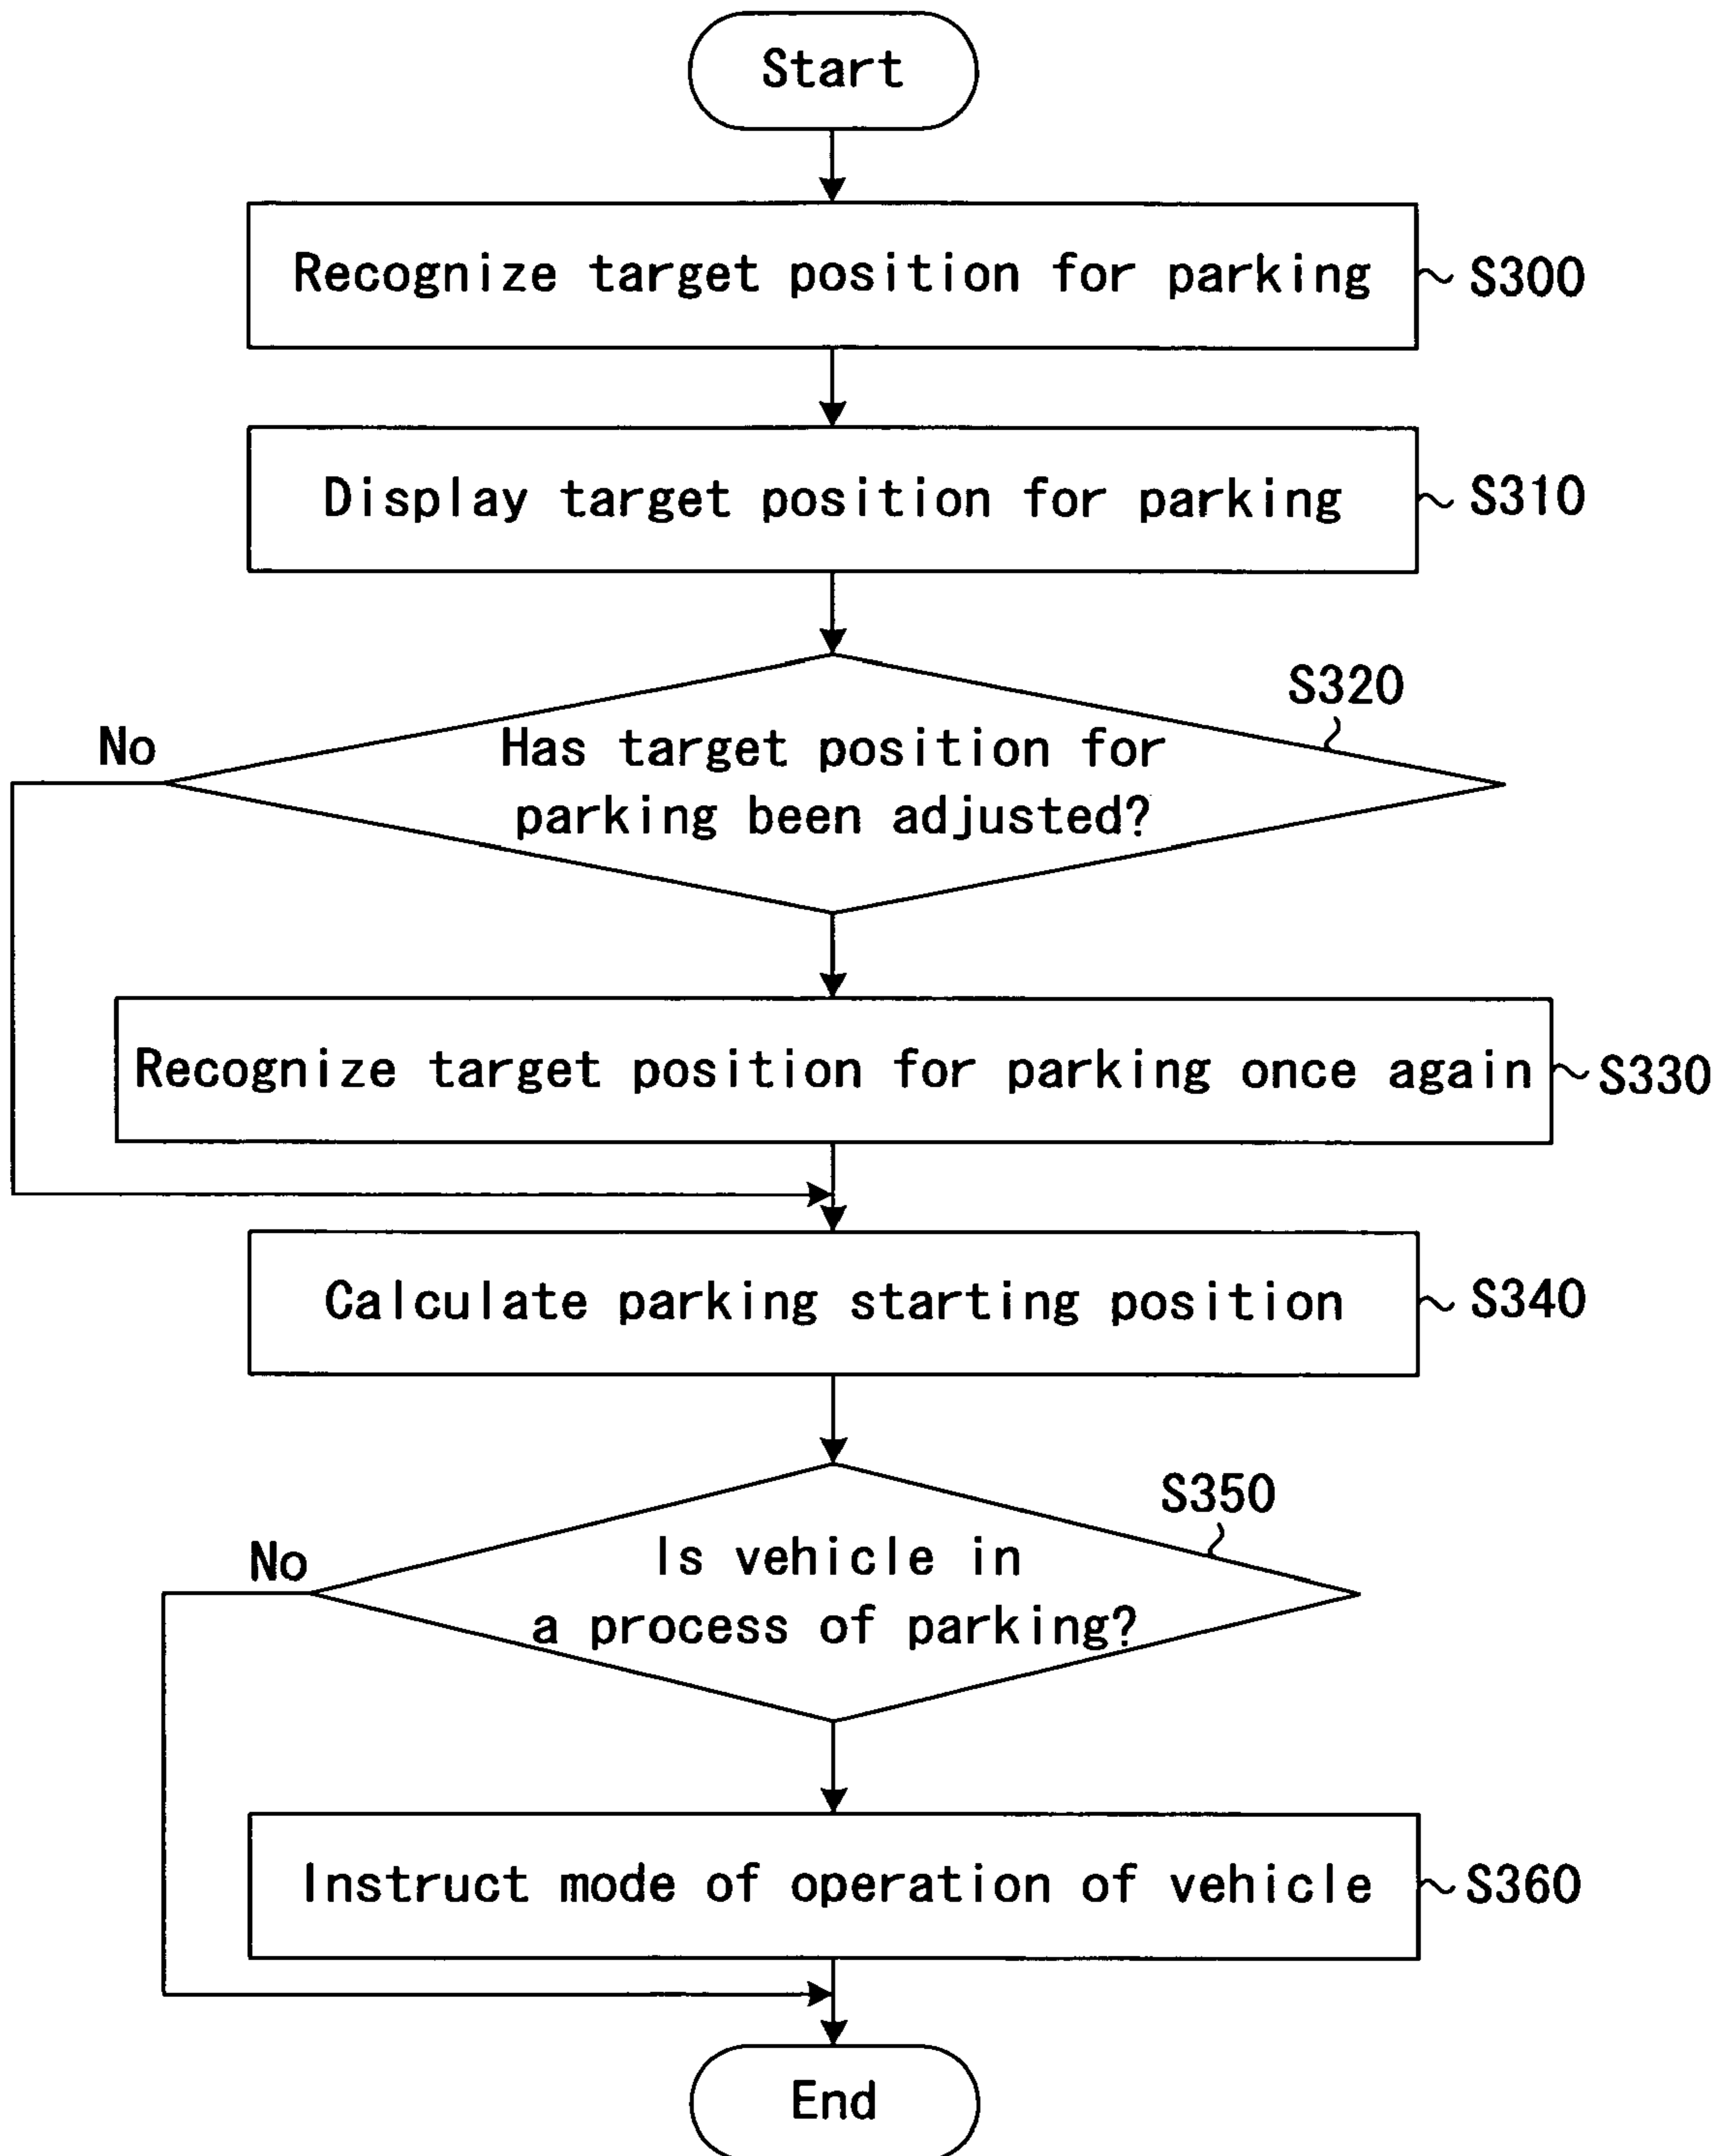 Start
Recognize target position for parking
S300
Display target position for parking
S310
S320
No
Has target position for
parking been adjusted?
Recognize target position for parking once again
S330
Calculate parking starting position
S340
S350
No
Is vehicle in
a process of parking?
Instruct mode of operation of vehicle
S360
End